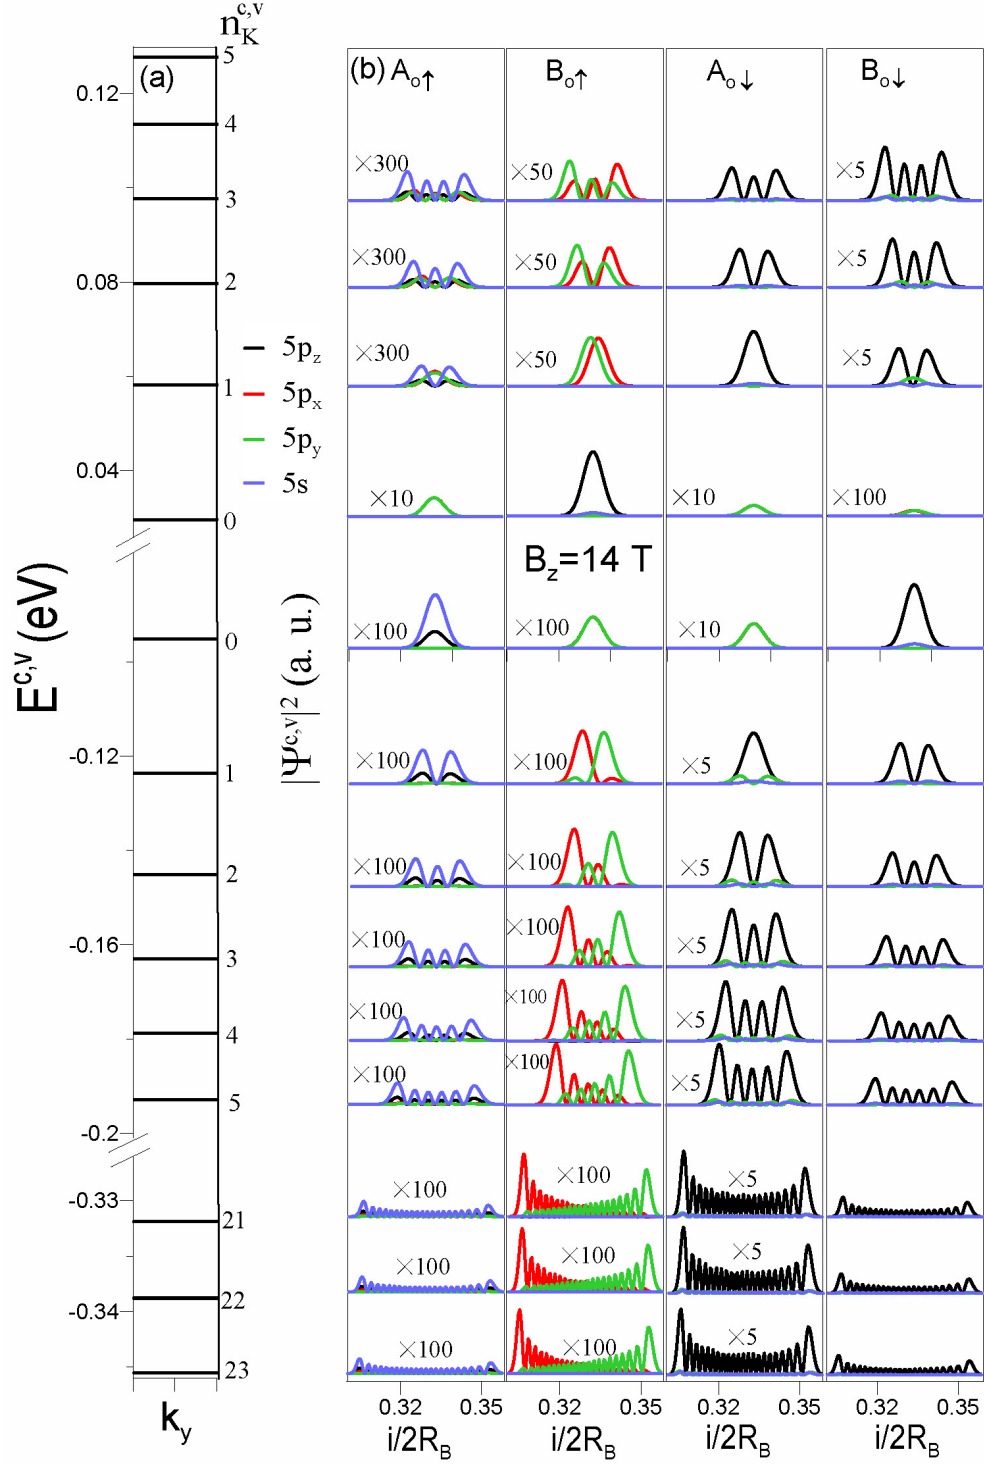 n_K^{c,v}
(a)
5
4
3
2
1
0
0
1
2
3
4
5
21
22
23
0.12
0.08
0.04
-0.12
-0.16
-0.2
-0.33
-0.34
E^{c,v} (eV)
k_y
5p_z
5p_x
5p_y
5s
|Ψ^{c,v}|² (a. u.)
(b) A_o↑ B_o↑ A_o↓ B_o↓
×300 ×50 ×5
×300 ×50 ×5
×300 ×50 ×5
×10 ×10 ×100
B_z=14 T
×100 ×100 ×10
×100 ×100 ×5
×100 ×100 ×5
×100 ×100 ×5
×100 ×100 ×5
×100 ×100 ×5
×100 ×100 ×5
×100 ×100 ×5
×100 ×100 ×5
0.32 0.35 0.32 0.35 0.32 0.35 0.32 0.35
i/2R_B i/2R_B i/2R_B i/2R_B